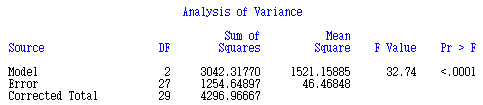 Analysis of Variance
Sum of Mean
Source DF Squares Square F Value Pr > F
Model 2 3042.31770 1521.15885 32.74 <.0001
Error 27 1254.64897 46.46848
Corrected Total 29 4296.96667